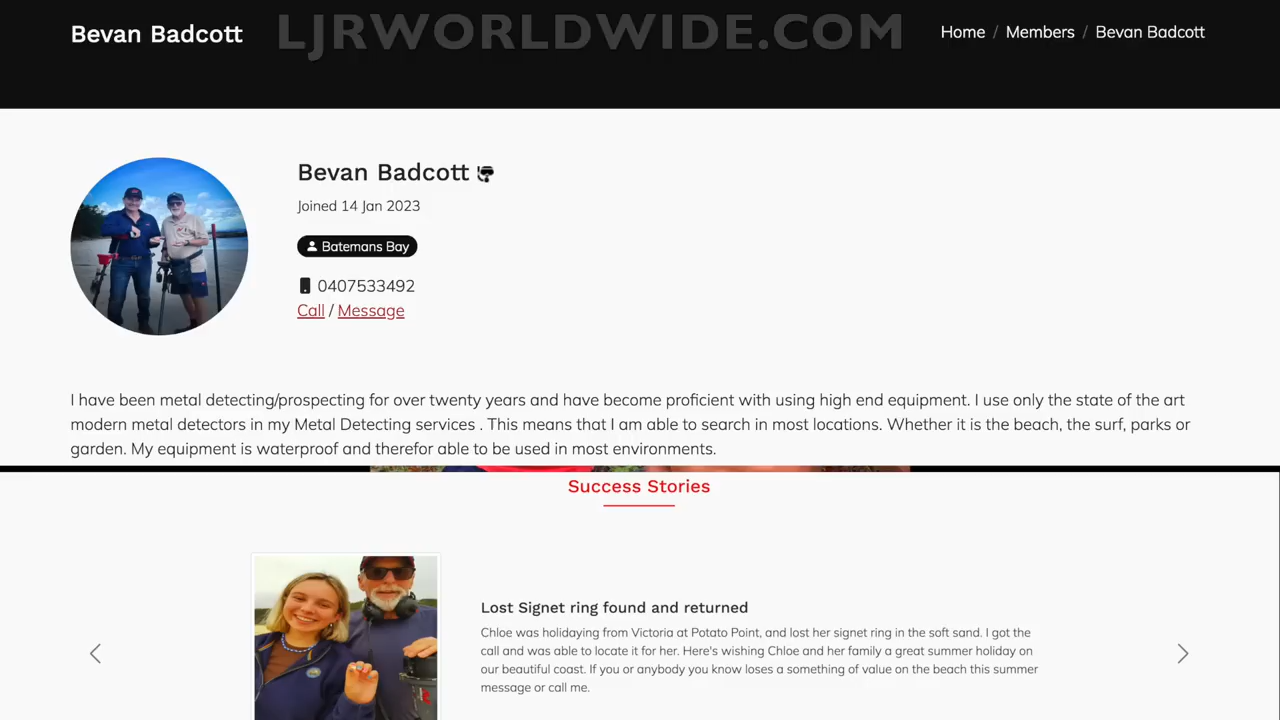 Bevan Badcott
LJRWORLDWIDE.COM
Home / Members / Bevan Badcott
Bevan Badcott
Joined 14 Jan 2023
Batemans Bay
0407533492
Call / Message
I have been metal detecting/prospecting for over twenty years and have become proficient with using high end equipment. I use only the state of the art
modern metal detectors in my Metal Detecting services . This means that I am able to search in most locations. Whether it is the beach, the surf, parks or
garden. My equipment is waterproof and therefor able to be used in most environments.
Success Stories
Lost Signet ring found and returned
Chloe was holidaying from Victoria at Potato Point, and lost her signet ring in the soft sand. I got the
call and was able to locate it for her. Here's wishing Chloe and her family a great summer holiday on
our beautiful coast. If you or anybody you know loses a something of value on the beach this summer
message or call me.